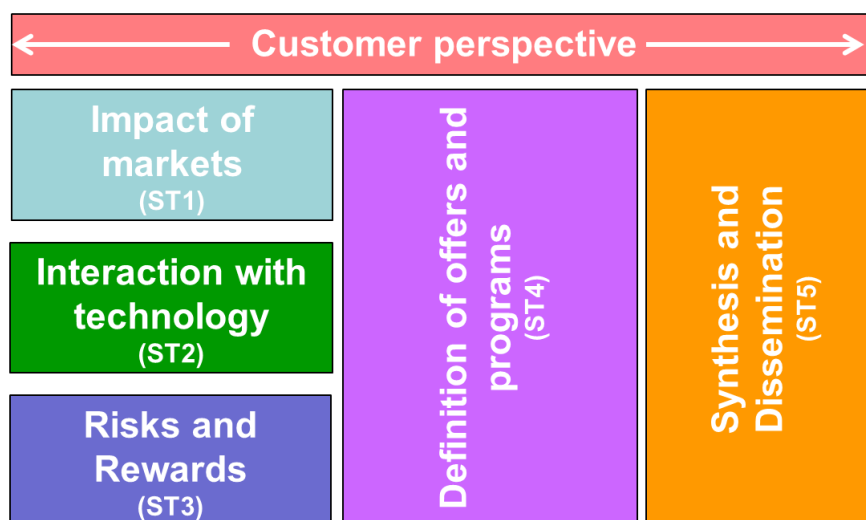 Customer perspective
Impact of
markets
(ST1)
Interaction with
technology
(ST2)
Risks and
Rewards
(ST3)
Definition of offers and
programs
(ST4)
Synthesis and
Dissemination
(ST5)